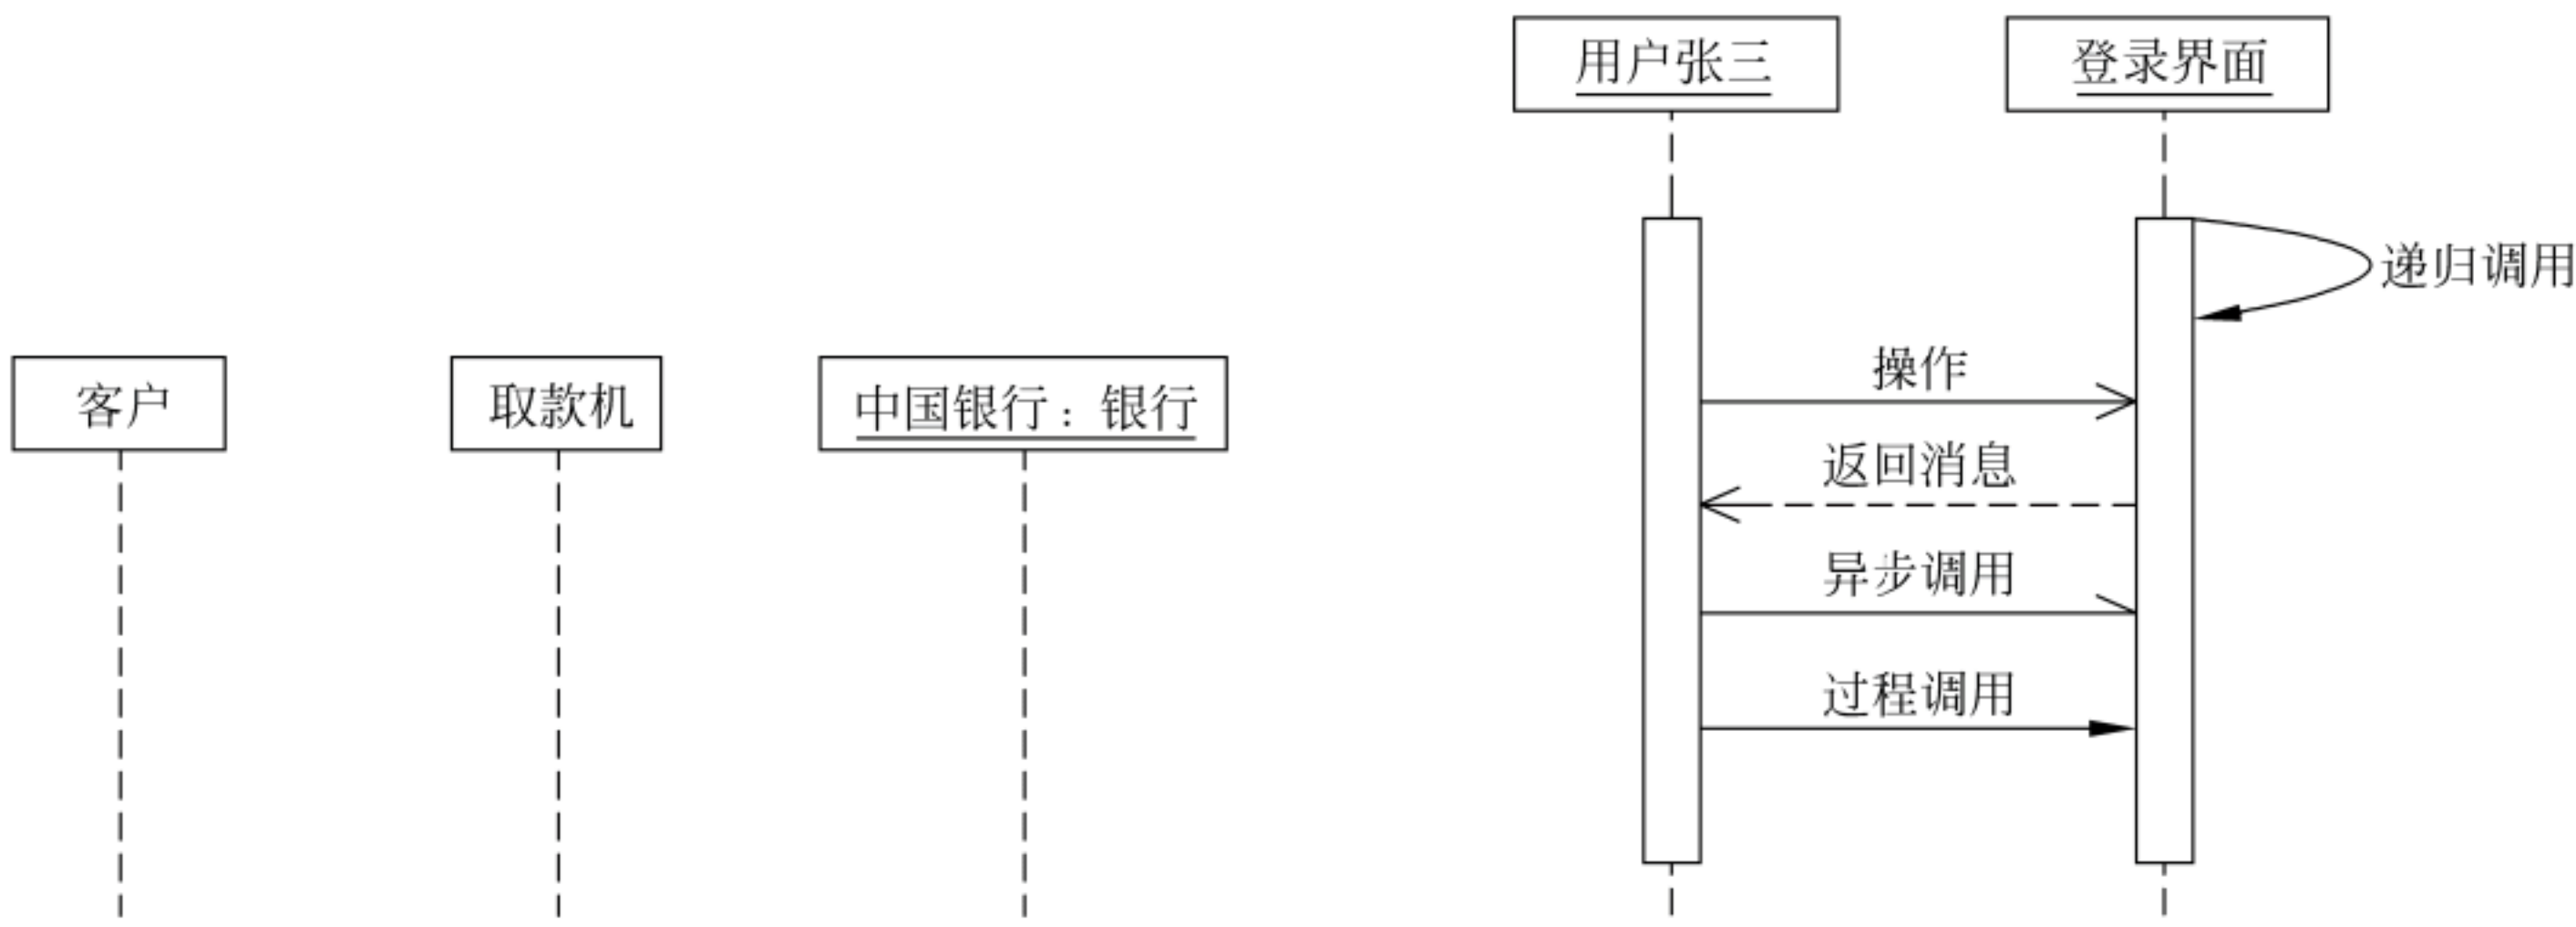 客户
取款机
中国银行：银行
用户张三
登录界面
递归调用
操作
返回消息
异步调用
过程调用